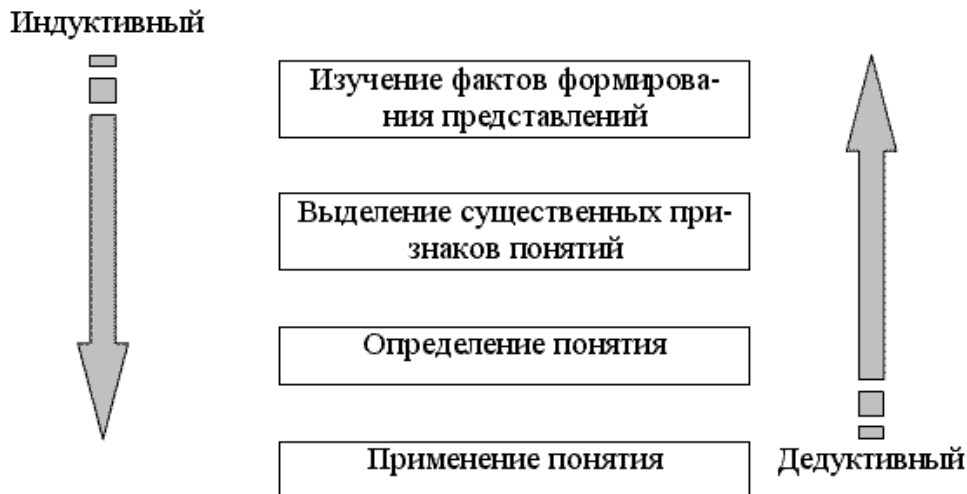 Индуктивный
Изучение фактов формирова-
ния представлений
Выделение существенных при-
знаков понятий
Определение понятия
Применение понятия
Дедуктивный